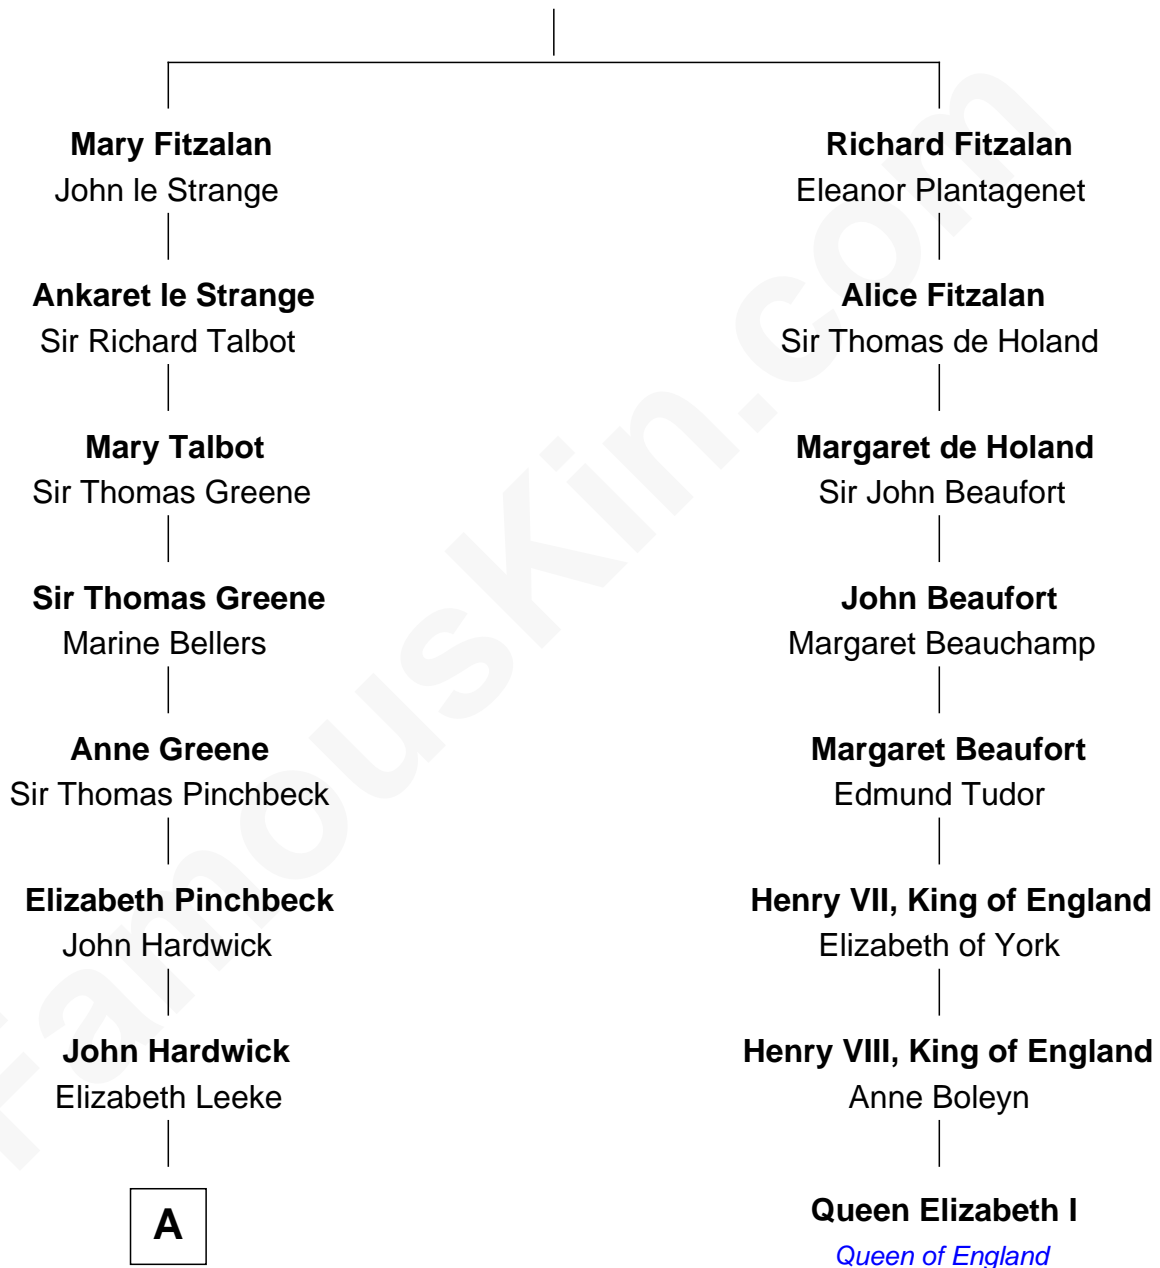 Mary Fitzalan
John le Strange
Ankaret le Strange
Sir Richard Talbot
Mary Talbot
Sir Thomas Greene
Sir Thomas Greene
Marine Bellers
Anne Greene
Sir Thomas Pinchbeck
Elizabeth Pinchbeck
John Hardwick
John Hardwick
Elizabeth Leeke
A
Richard Fitzalan
Eleanor Plantagenet
Alice Fitzalan
Sir Thomas de Holand
Margaret de Holand
Sir John Beaufort
John Beaufort
Margaret Beauchamp
Margaret Beaufort
Edmund Tudor
Henry VII, King of England
Elizabeth of York
Henry VIII, King of England
Anne Boleyn
Queen Elizabeth I
Queen of England
FamousKin.com